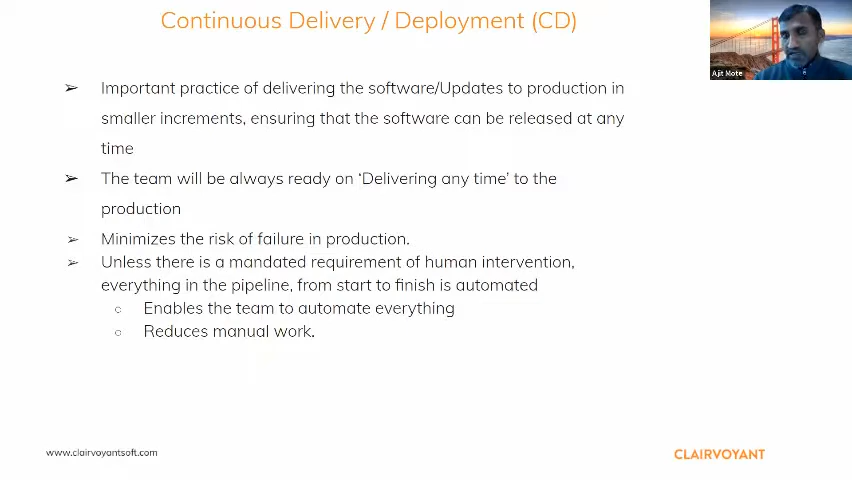 Continuous Delivery / Deployment (CD)
Ajit Mote
➢ Important practice of delivering the software/Updates to production in
smaller increments, ensuring that the software can be released at any
time
➢ The team will be always ready on ‘Delivering any time’ to the
production
➢ Minimizes the risk of failure in production.
➢ Unless there is a mandated requirement of human intervention,
everything in the pipeline, from start to finish is automated
○ Enables the team to automate everything
○ Reduces manual work.
www.clairvoyantsoft.com
CLAIRVOYANT